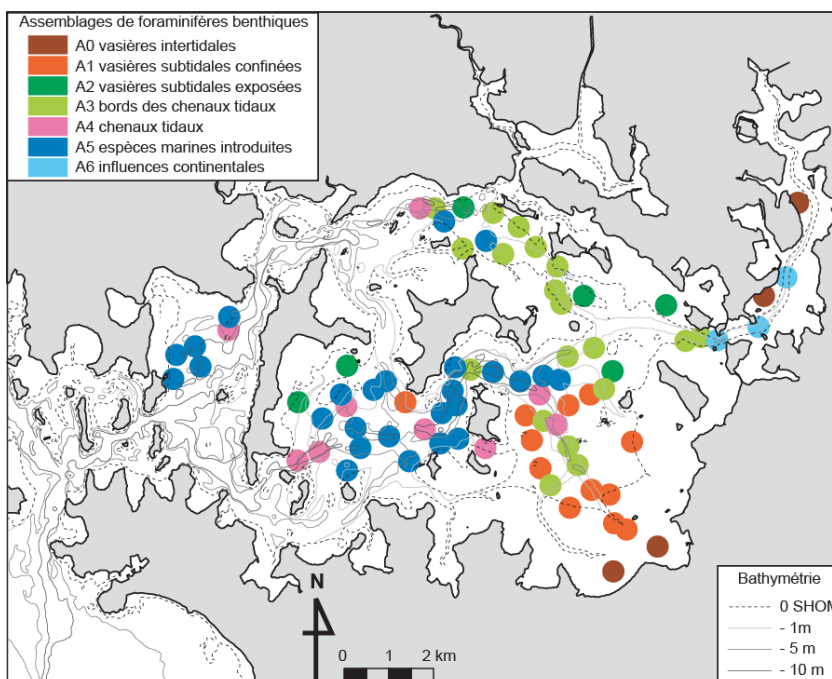 Assemblages de foraminifères benthiques
A0 vasières intertidales
A1 vasières subtidales confinées
A2 vasières subtidales exposées
A3 bords des chenaux tidaux
A4 chenaux tidaux
A5 espèces marines introduites
A6 influences continentales
N
0 1 2 km
Bathymétrie
0 SHOM
- 1m
- 5 m
- 10 m